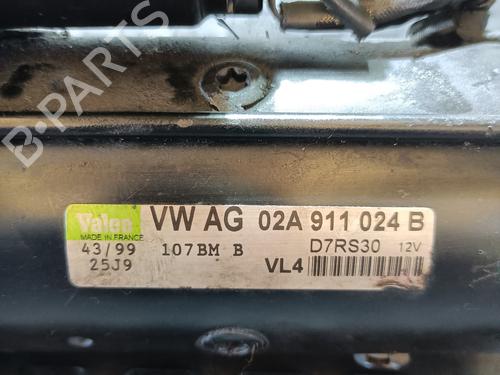 B-PARTS
Valeo VW AG 02A 911 024 B
MADE IN FRANCE
43/99 107BM B D7RS30 12V
25J9 VL4